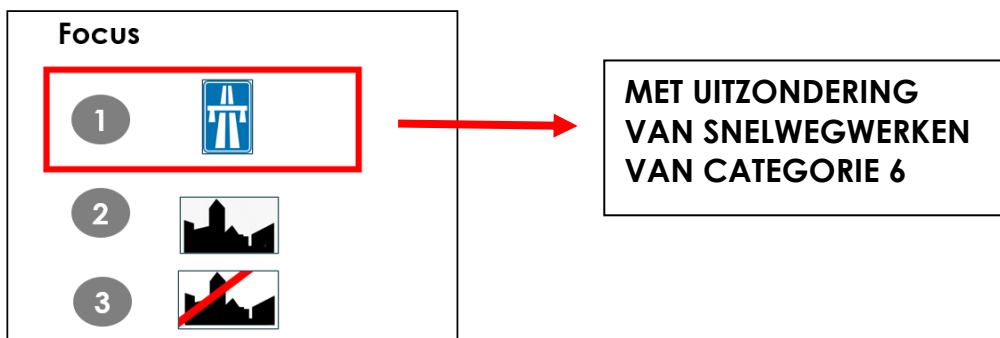 Focus
1
MET UITZONDERING
VAN SNELWEGWERKEN
VAN CATEGORIE 6
2
3